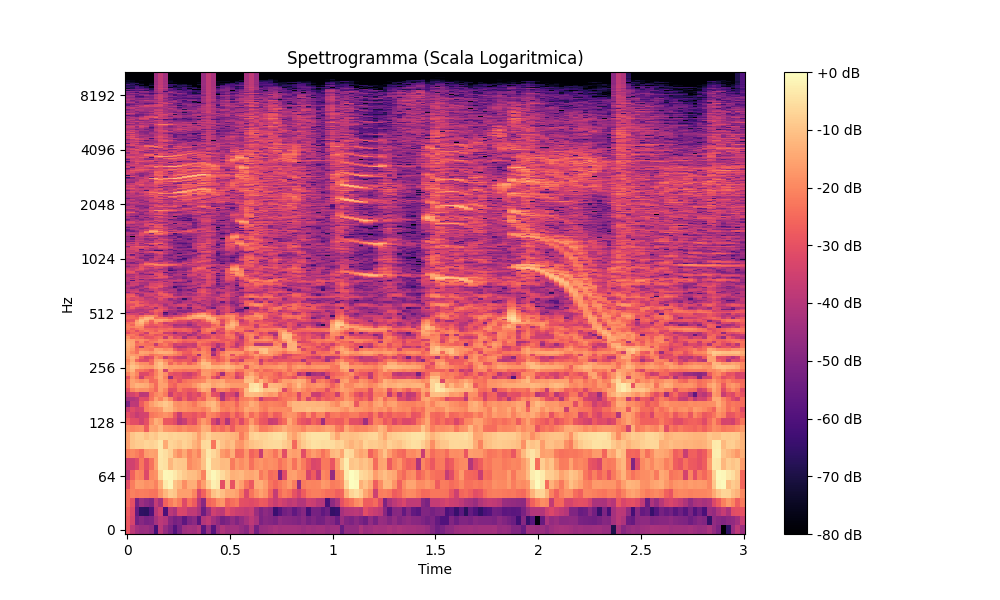 Spettrogramma (Scala Logaritmica)
Hz
8192
4096
2048
1024
512
256
128
64
0
0 0.5 1 1.5 2 2.5 3
Time
+0 dB
-10 dB
-20 dB
-30 dB
-40 dB
-50 dB
-60 dB
-70 dB
-80 dB